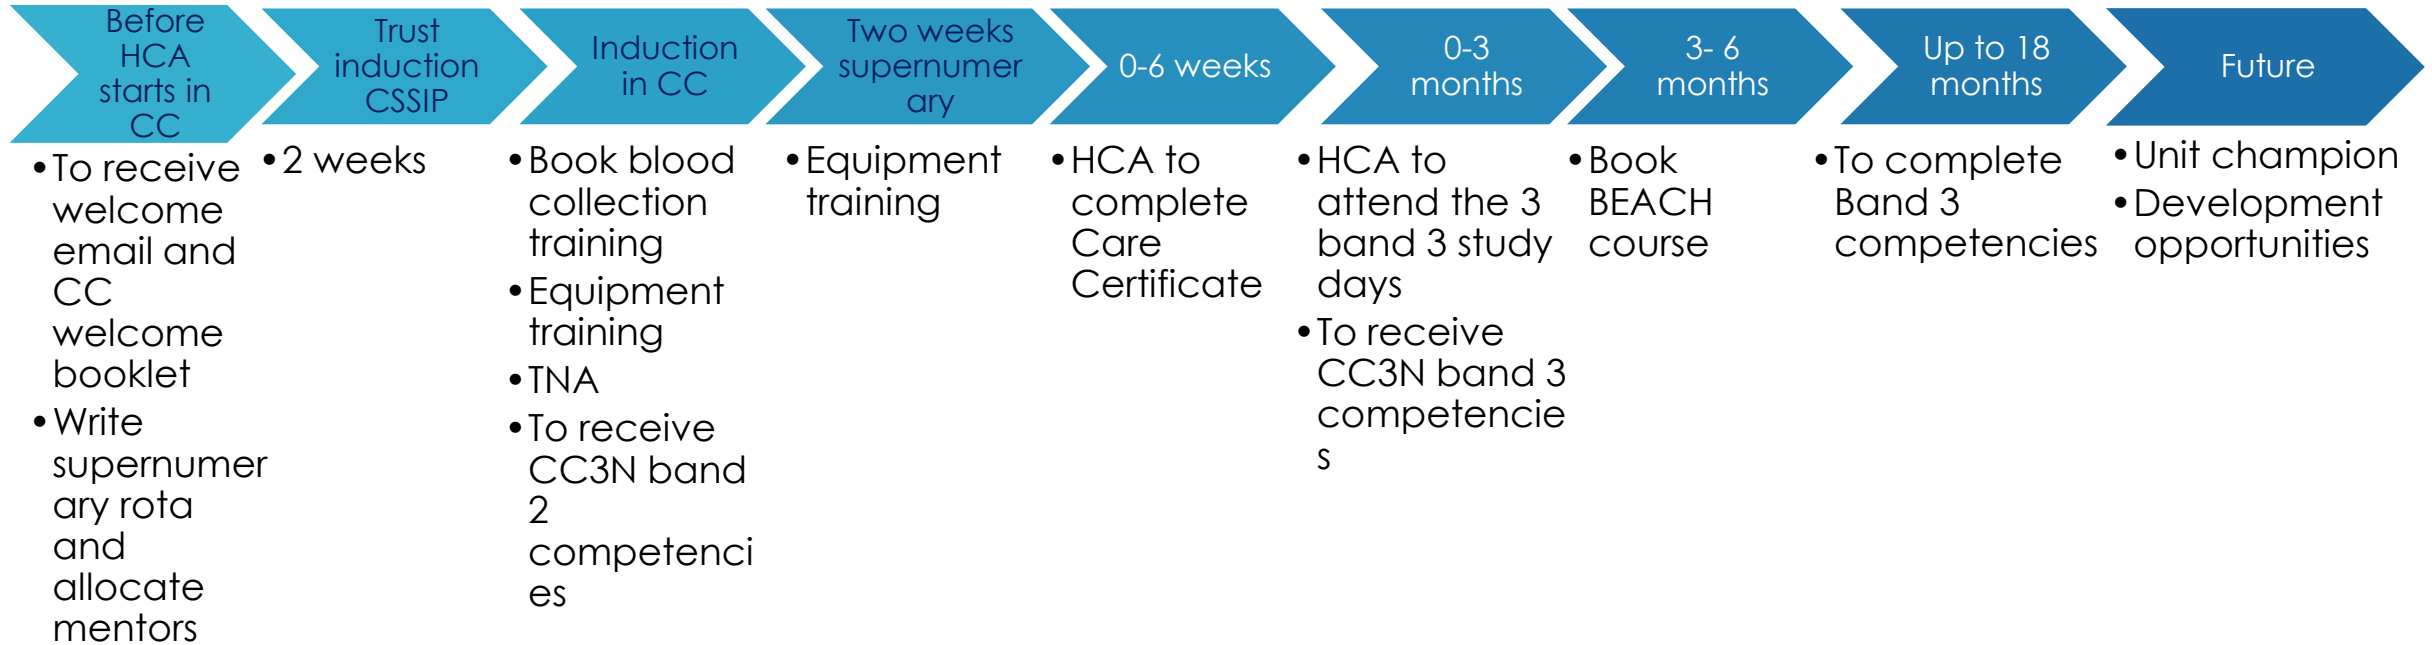 Before
HCA
starts in
CC
Trust
induction
CSSIP
Induction
in CC
Two weeks
supernumer
ary
0-6 weeks
0-3
months
3- 6
months
Up to 18
months
Future
•To receive
welcome
email and
CC
welcome
booklet
•Write
supernumer
ary rota
and
allocate
mentors
•2 weeks
•Book blood
collection
training
•Equipment
training
•TNA
•To receive
CC3N band
2
competenci
es
•Equipment
training
•HCA to
complete
Care
Certificate
•HCA to
attend the 3
band 3 study
days
•To receive
CC3N band 3
competencie
s
•Book
BEACH
course
•To complete
Band 3
competencies
•Unit champion
•Development
opportunities